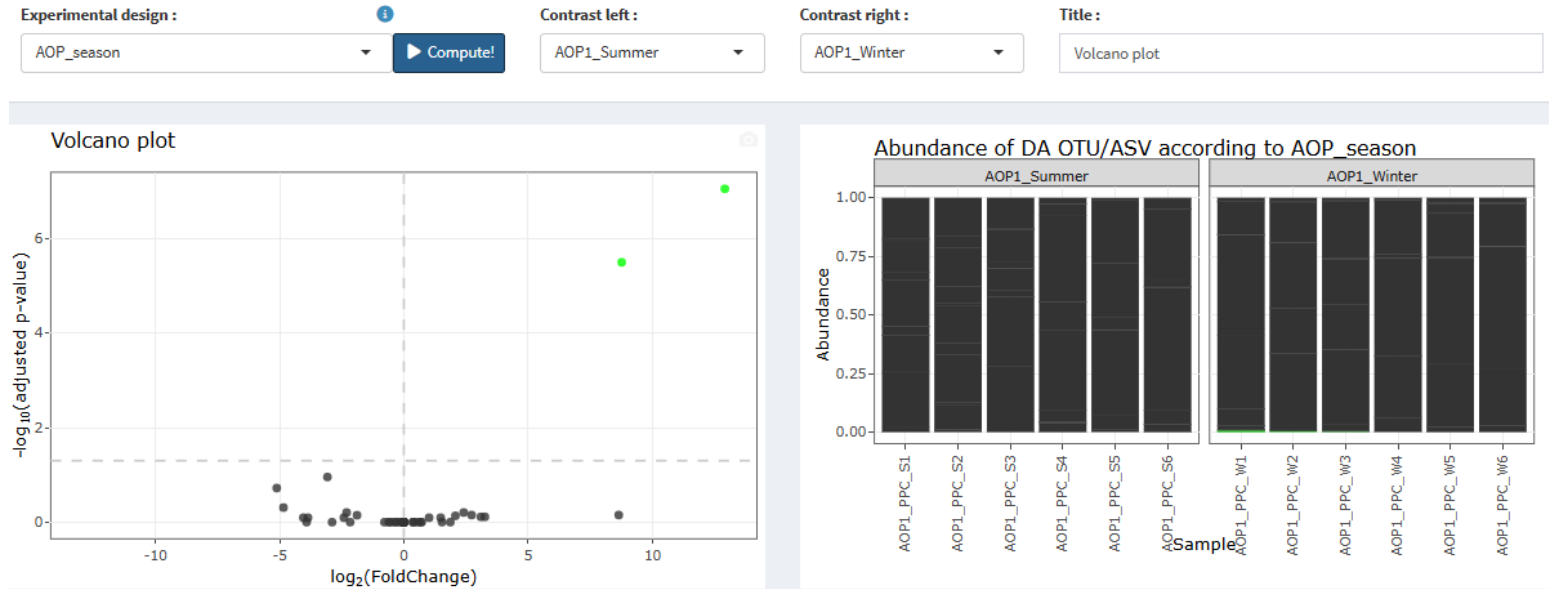 Experimental design : i Contrast left : Contrast right : Title :
AOP_season Compute! AOP1_Summer AOP1_Winter Volcano plot
Volcano plot
6
4
2
0
-log10(adjusted p-value)
-10 -5 0 5 10
log2(FoldChange)
Abundance of DA OTU/ASV according to AOP_season
AOP1_Summer AOP1_Winter
1.00
0.75
0.50
0.25
0.00
Abundance
AOP1_PPC_S1
AOP1_PPC_S2
AOP1_PPC_S3
AOP1_PPC_S4
AOP1_PPC_S5
AOP1_PPC_S6
AOP1_PPC_W1
AOP1_PPC_W2
AOP1_PPC_W3
AOP1_PPC_W4
AOP1_PPC_W5
AOP1_PPC_W6
Sample